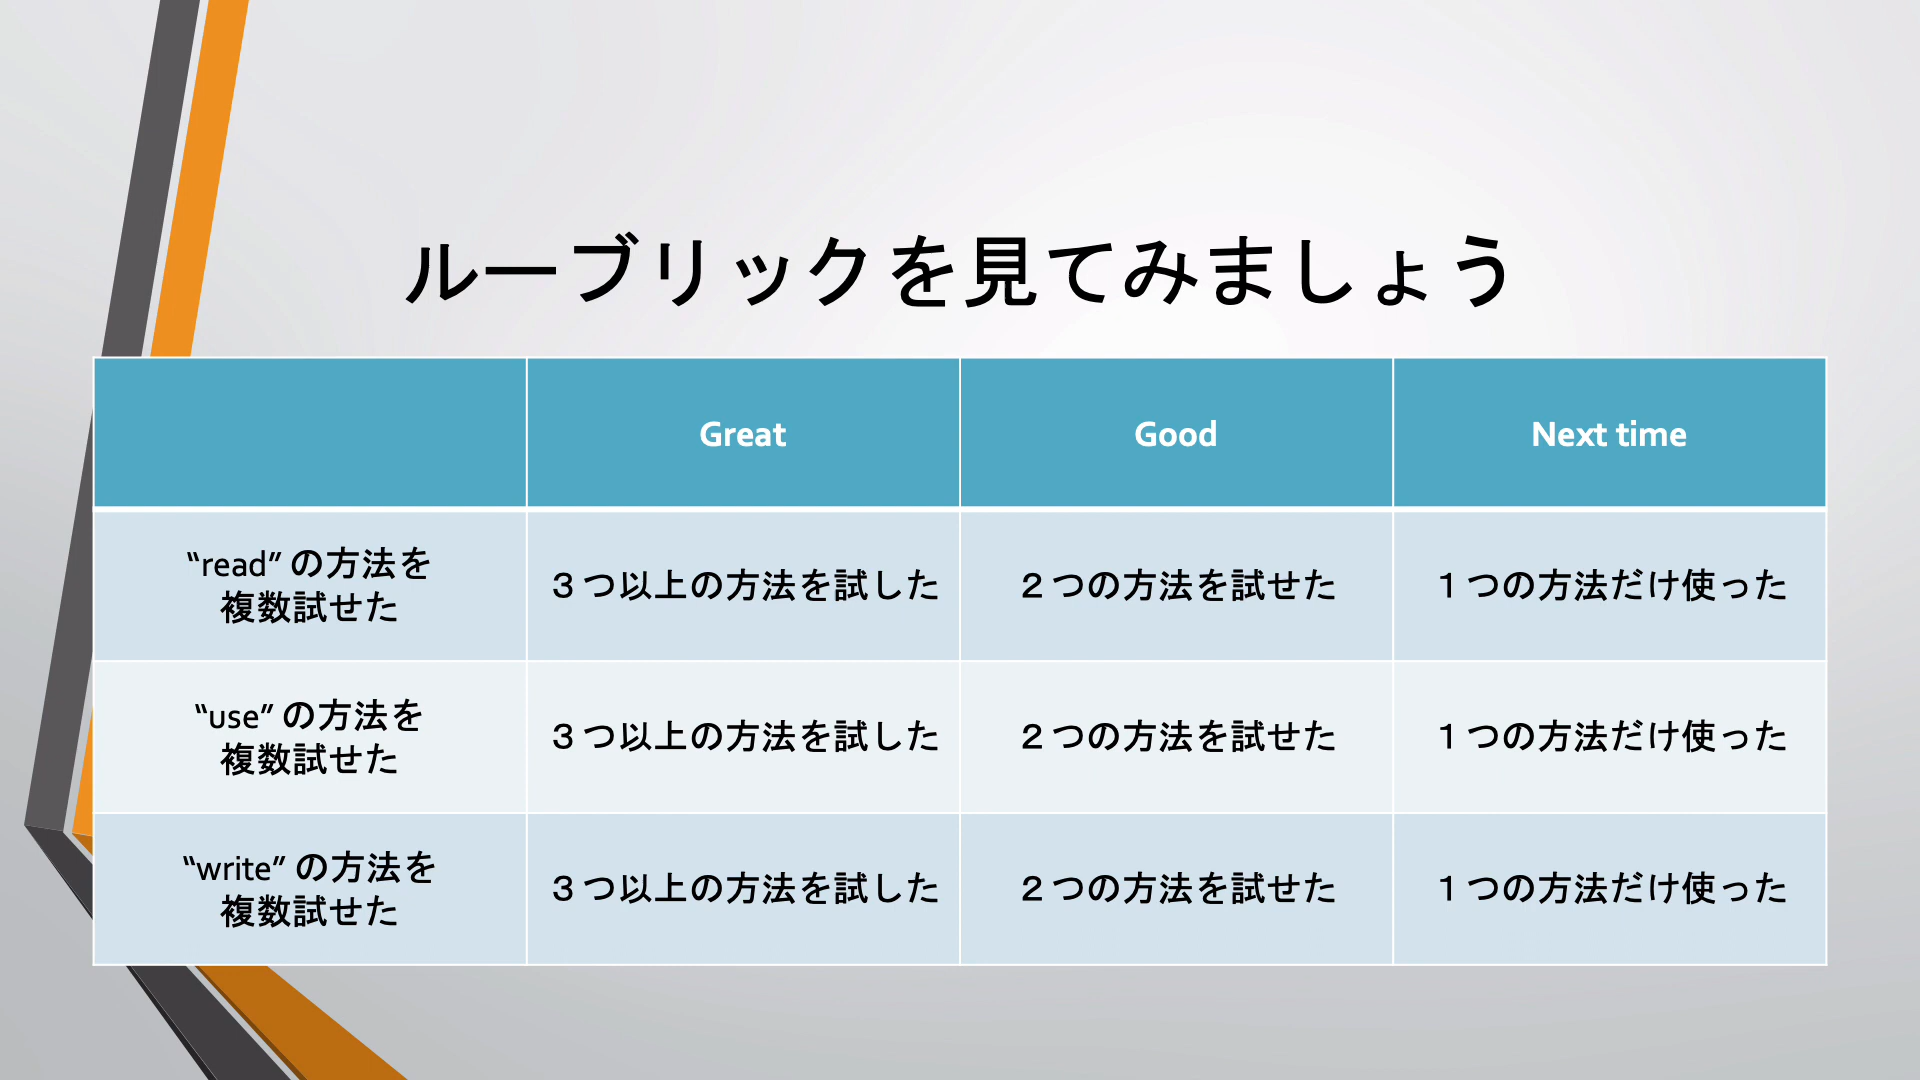 ルーブリックを見てみましょう
Great
Good
Next time
“read” の方法を
複数試せた
３つ以上の方法を試した
２つの方法を試せた
１つの方法だけ使った
“use” の方法を
複数試せた
３つ以上の方法を試した
２つの方法を試せた
１つの方法だけ使った
“write” の方法を
複数試せた
３つ以上の方法を試した
２つの方法を試せた
１つの方法だけ使った